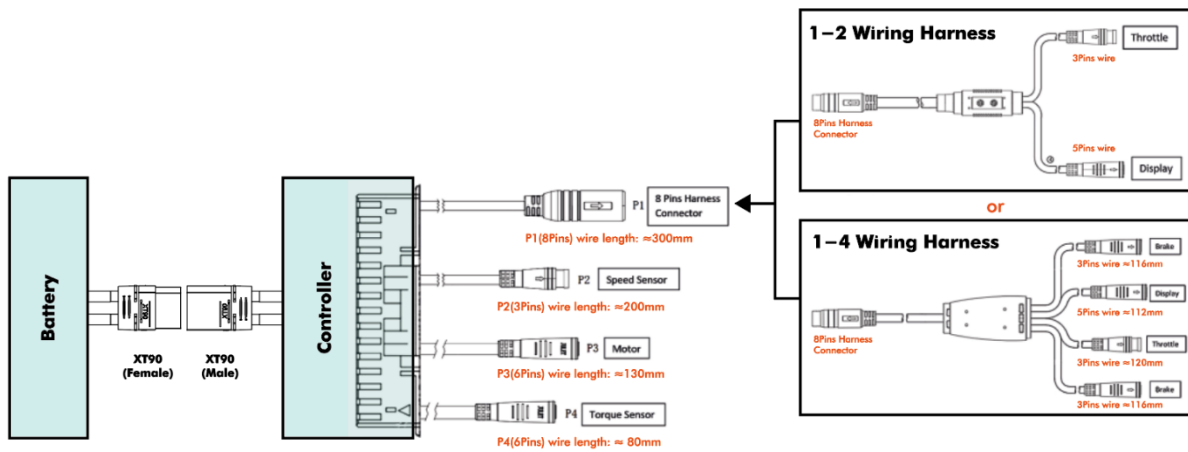 1–2 Wiring Harness
Throttle
3Pins wire
8Pins Harness
Connector
5Pins wire
Display
or
1–4 Wiring Harness
Brake
3Pins wire ≈116mm
Display
5Pins wire ≈112mm
8Pins Harness
Connector
Throttle
3Pins wire ≈120mm
Brake
3Pins wire ≈116mm
Battery
XT90
(Female)
XT90
(Male)
Controller
P1
8 Pins Harness
Connector
P1(8Pins) wire length: ≈300mm
P2
Speed Sensor
P2(3Pins) wire length: ≈200mm
P3
Motor
P3(6Pins) wire length: ≈130mm
P4
Torque Sensor
P4(6Pins) wire length: ≈ 80mm